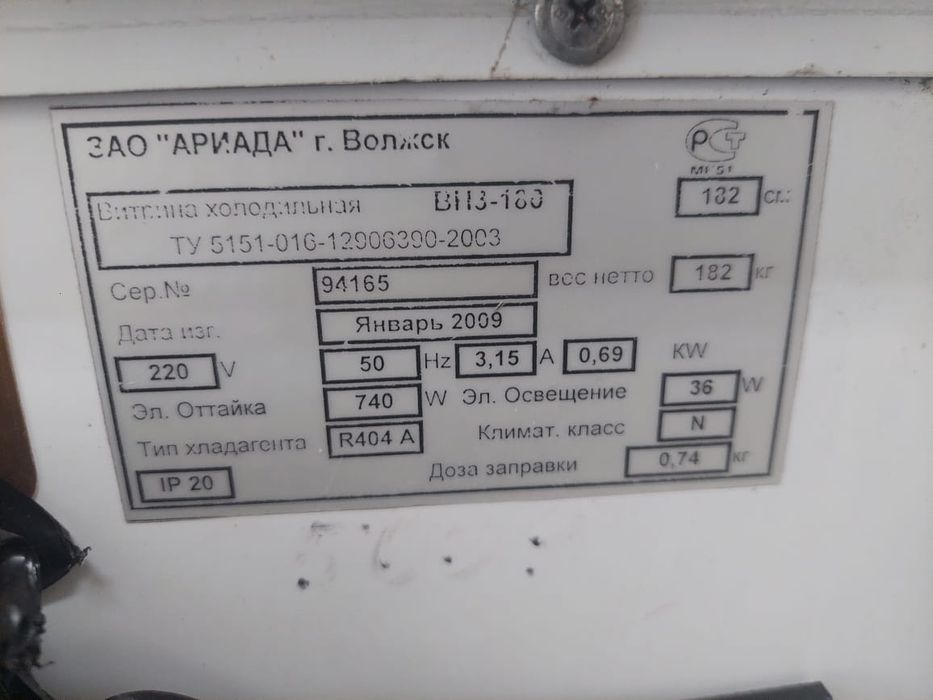 ЗАО "АРИАДА" г. Волжск
РСТ
Витрина холодильная ВН3-180
182 сг.:
ТУ 5151-016-12906390-2003
Сер.№ 94165 вес нетто 182 кг
Дата изг. Январь 2009
220 V 50 Hz 3,15 A 0,69 KW
Эл. Оттайка 740 W Эл. Освещение 36 W
Тип хладагента R404 A Климат. класс N
IP 20 Доза заправки 0,74 кг